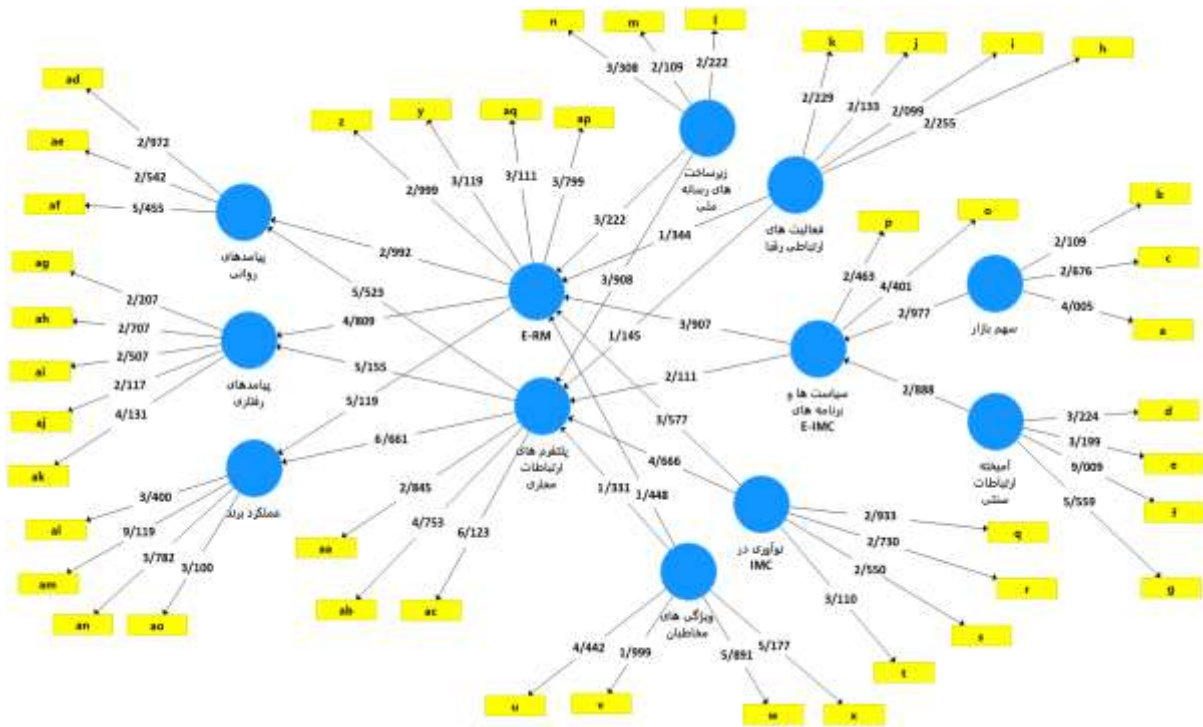 n
m
l
k
j
i
h
2/222
2/109
3/308
2/229
2/133
2/099
2/255
ad
ae
af
2/972
2/542
5/455
z
y
aq
ap
2/999
3/119
3/111
3/799
زیرساخت
های رسانه
ملی
فعالیت های
ارتباطی رقبا
پیامدهای
روانی
2/992
3/222
1/344
3/908
5/523
p
o
2/463
4/401
b
c
a
2/109
2/676
4/005
سهم بازار
2/977
ag
ah
ai
aj
ak
2/207
2/707
2/507
2/117
4/131
پیامدهای
رفتاری
4/809
E-RM
3/907
1/145
5/155
2/111
سیاست ها و
برنامه های
E-IMC
2/888
d
e
f
g
3/224
3/199
9/009
5/559
آمیخته
ارتباطات
سنتی
5/119
6/661
3/577
4/666
پلتفرم های
ارتباطات
مجازی
عملکرد برند
al
am
an
ao
3/400
9/119
3/100
aa
ab
ac
2/845
4/753
6/123
1/331
1/448
نوآوری در
IMC
q
r
s
t
2/933
2/730
2/550
3/110
ویژگی های
مخاطبان
u
v
w
x
4/442
1/999
5/891
5/177